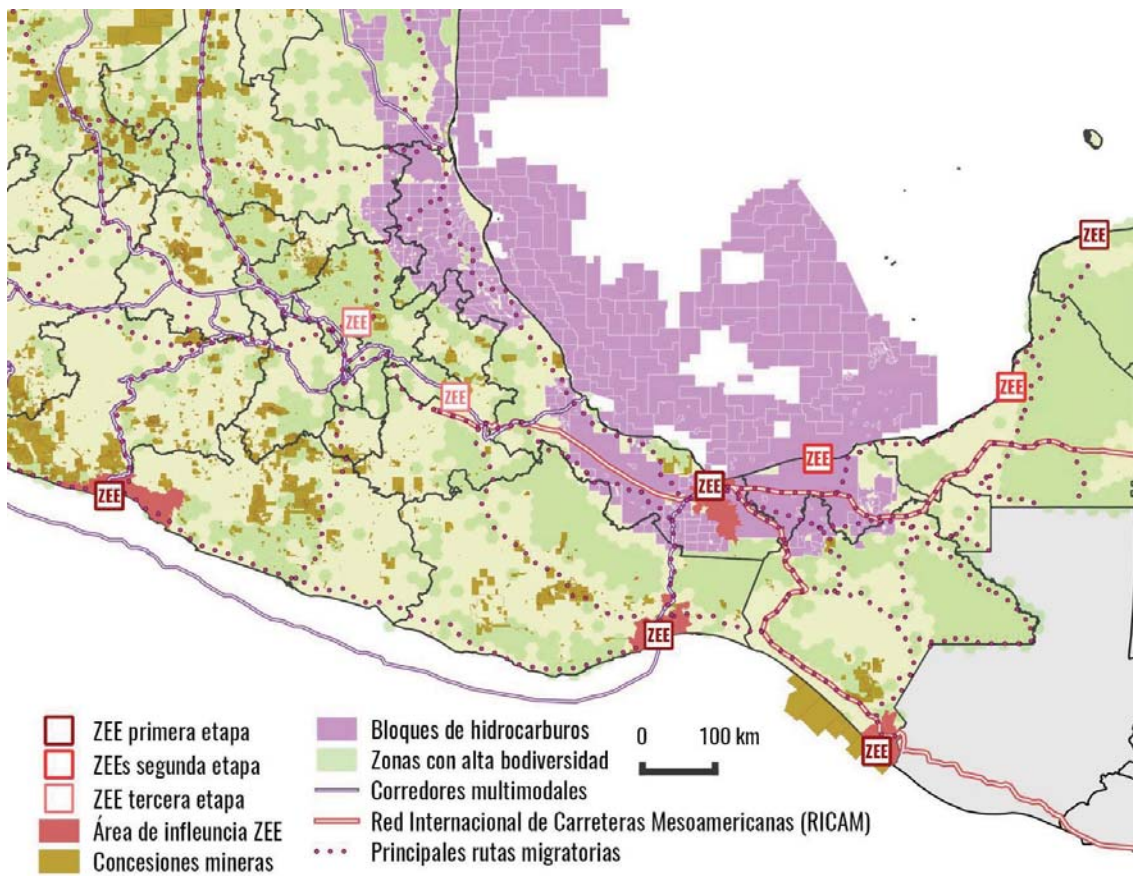 ZEE
ZEE
ZEE
ZEE
ZEE
ZEE
ZEE
ZEE
ZEE
ZEE primera etapa
ZEEs segunda etapa
ZEE tercera etapa
Área de infleuncia ZEE
Concesiones mineras
Bloques de hidrocarburos
Zonas con alta bodiversidad
Corredores multimodales
Red Internacional de Carreteras Mesoamericanas (RICAM)
Principales rutas migratorias
0 100 km